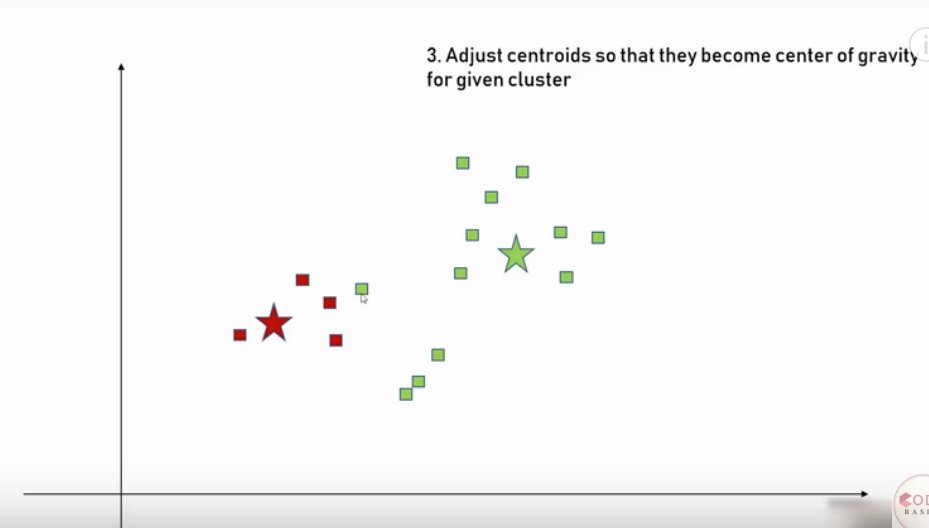 3. Adjust centroids so that they become center of gravity
for given cluster